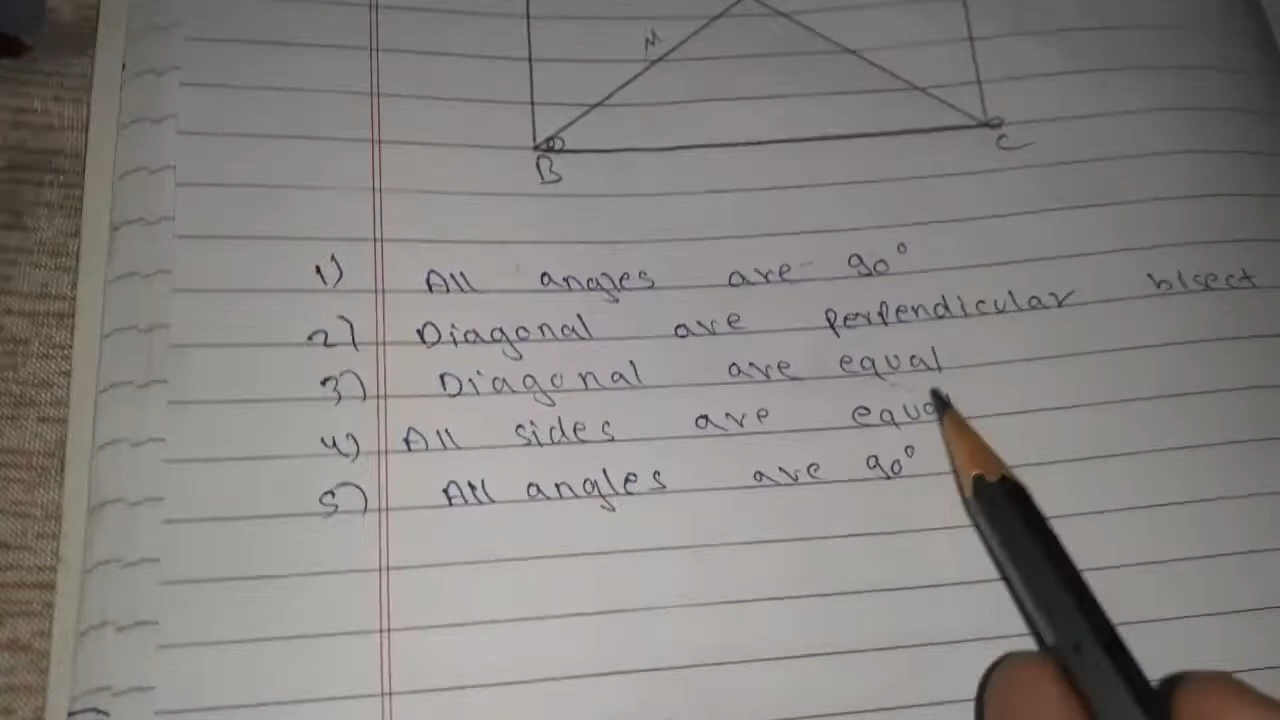 M
B
C
1) All angles are 90°
2) Diagonal are perpendicular bisect
3) Diagonal are equal
4) All sides are equa
5) All angles are 90°